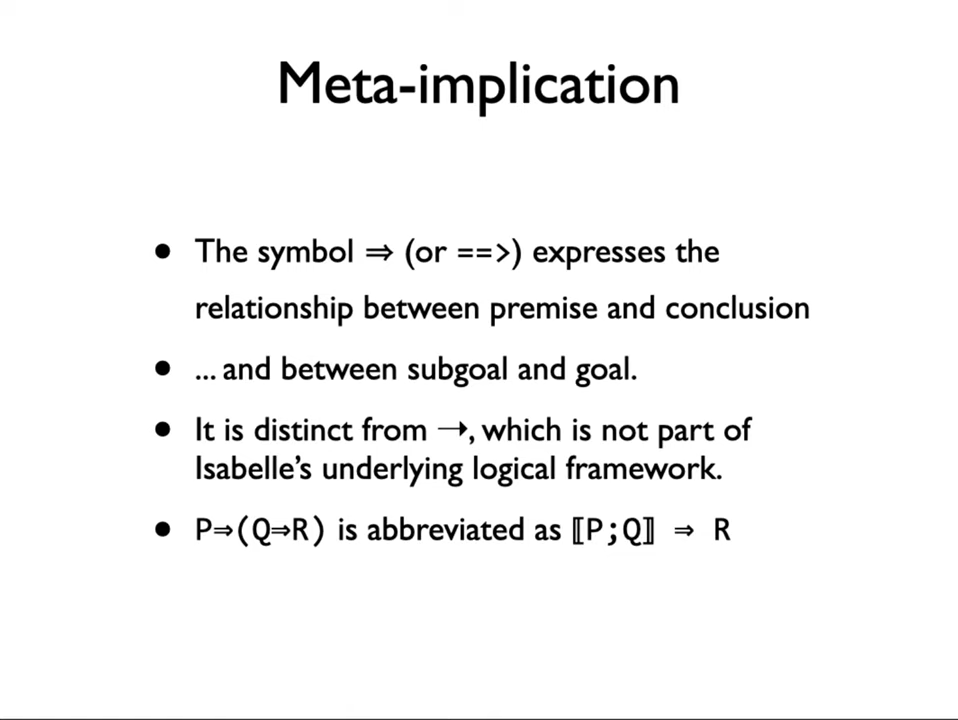 Meta-implication
• The symbol ⇒ (or ==>) expresses the
relationship between premise and conclusion
• ... and between subgoal and goal.
• It is distinct from →, which is not part of
Isabelle’s underlying logical framework.
• P⇒(Q⇒R) is abbreviated as ⟦P;Q⟧ ⇒ R